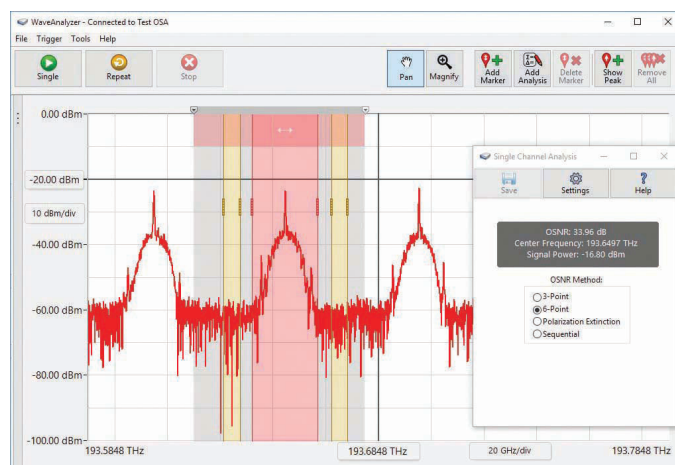 WaveAnalyzer - Connected to Test OSA
File Trigger Tools Help
Single Repeat Stop Pan Magnify Add Marker Add Analysis Delete Marker Show Peak Remove All
0.00 dBm
-20.00 dBm
10 dBm/div
-40.00 dBm
-60.00 dBm
-80.00 dBm
-100.00 dBm
193.5848 THz 193.6848 THz 20 GHz/div 193.7848 THz
Single Channel Analysis
Save Settings Help
OSNR: 33.96 dB
Center Frequency: 193.6497 THz
Signal Power: -16.80 dBm
OSNR Method:
3-Point
6-Point
Polarization Extinction
Sequential